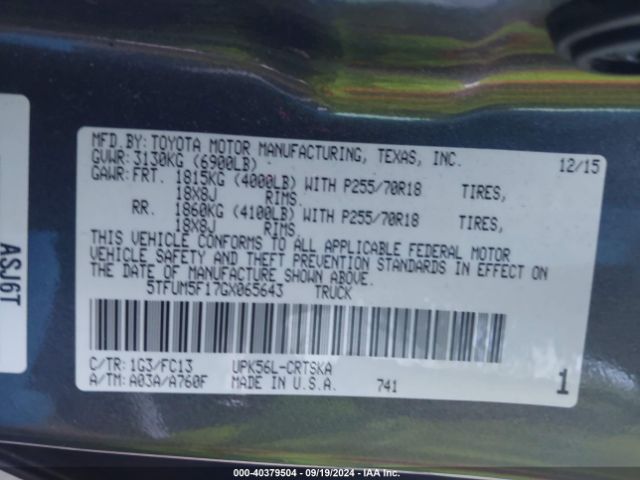 MFD.BY:TOYOTA MOTOR MANUFACTURING, TEXAS, INC.
GVWR:3130KG (6900LB). 12/15
GAWR:FRT. 1815KG (4000LB) WITH P255/70R18 TIRES,
18X8J RIMS.
RR. 1860KG (4100LB) WITH P255/70R18 TIRES,
18X8J RIMS.
THIS VEHICLE CONFORMS TO ALL APPLICABLE FEDERAL MOTOR
VEHICLE SAFETY AND THEFT PREVENTION STANDARDS IN EFFECT ON
THE DATE OF MANUFACTURE SHOWN ABOVE.
5TFUM5F17GX065643 TRUCK
C/TR:1G3/FC13 UPK56L-CRTSKA
A/TM:A03A/A760F MADE IN U.S.A. 741 1
ASJ6T
000-40379504 - 09/19/2024 - IAA Inc.